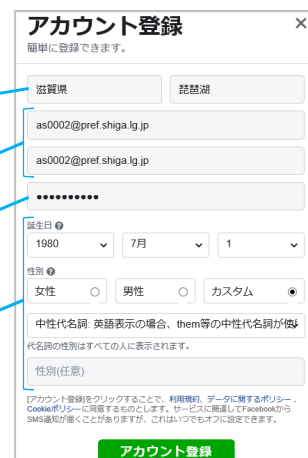 アカウント登録
×
簡単に登録できます。
滋賀県
琵琶湖
as0002@pref.shiga.lg.jp
as0002@pref.shiga.lg.jp
••••••••••
誕生日
1980
7月
1
性別
女性
男性
カスタム
中性代名詞: 英語表示の場合、them等の中性代名詞が使
代名詞の性別はすべての人に表示されます。
性別(任意)
[アカウント登録]をクリックすることで、利用規約、データに関するポリシー、
Cookieポリシーに同意するものとします。サービスに関連してFacebookから
SMS通知が届くことがありますが、これはいつでもオフに設定できます。
アカウント登録